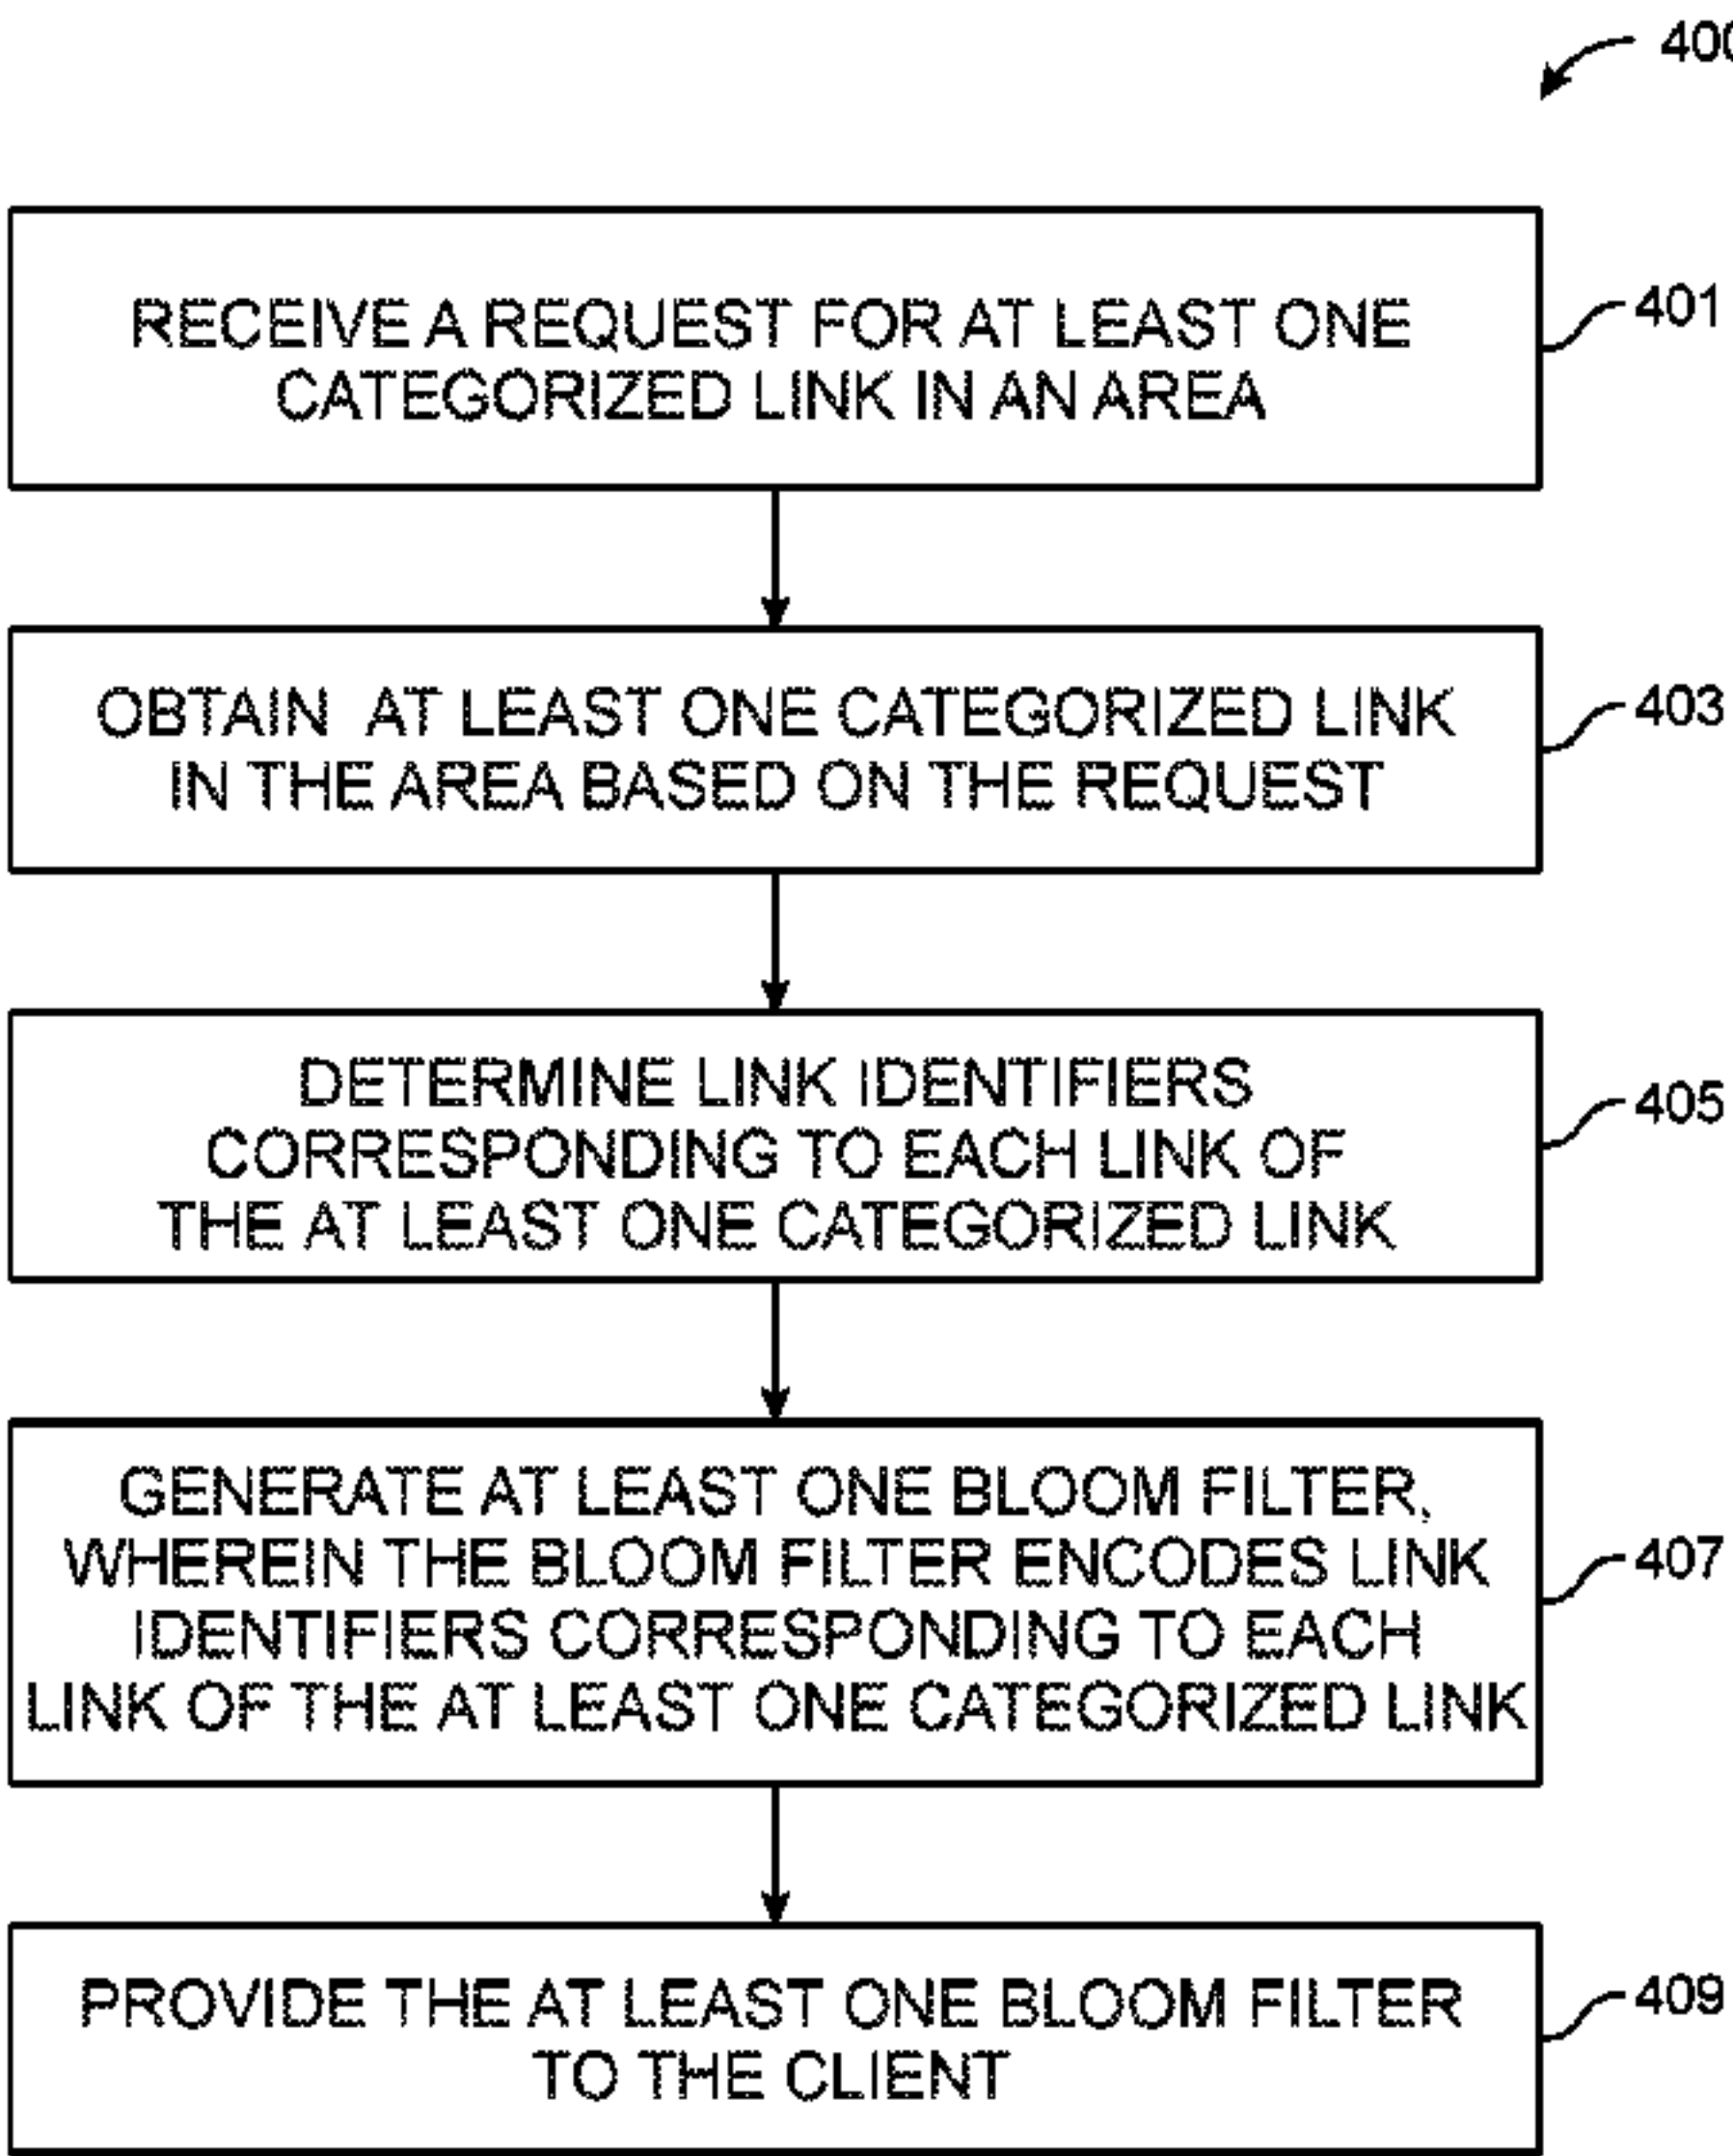 400
RECEIVE A REQUEST FOR AT LEAST ONE
CATEGORIZED LINK IN AN AREA
401
OBTAIN AT LEAST ONE CATEGORIZED LINK
IN THE AREA BASED ON THE REQUEST
403
DETERMINE LINK IDENTIFIERS
CORRESPONDING TO EACH LINK OF
THE AT LEAST ONE CATEGORIZED LINK
405
GENERATE AT LEAST ONE BLOOM FILTER,
WHEREIN THE BLOOM FILTER ENCODES LINK
IDENTIFIERS CORRESPONDING TO EACH
LINK OF THE AT LEAST ONE CATEGORIZED LINK
407
PROVIDE THE AT LEAST ONE BLOOM FILTER
TO THE CLIENT
409